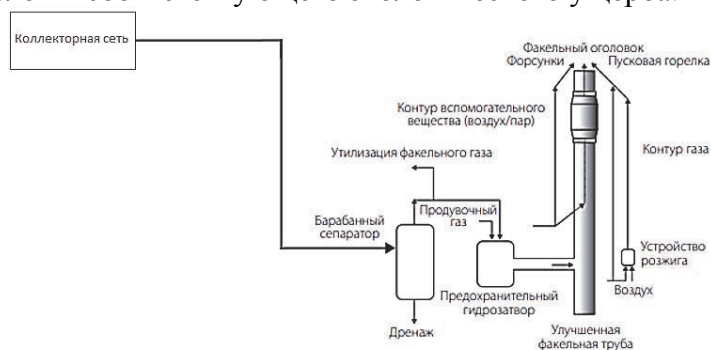 Коллекторная сеть
Факельный оголовок
Форсунки
Пусковая горелка
Контур вспомогательного
вещества (воздух/пар)
Контур газа
Утилизация факельного газа
Барабанный
сепаратор
Продувочный
газ
Устройство
розжига
Воздух
Предохранительный
гидрозатвор
Дренаж
Улучшенная
факельная труба